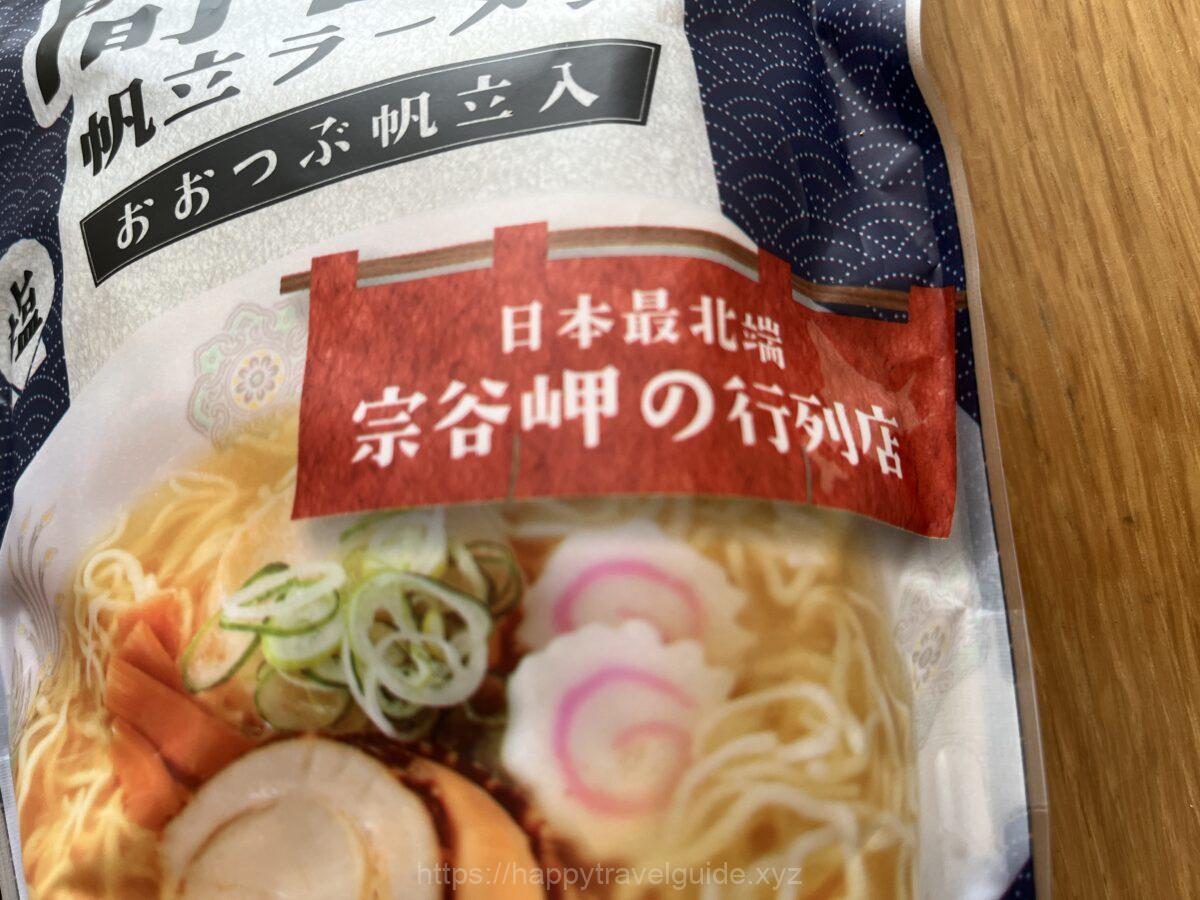 帆立ラーメン
おおつぶ帆立入
塩
日本最北端
宗谷岬の行列店
https://happytravelguide.xyz